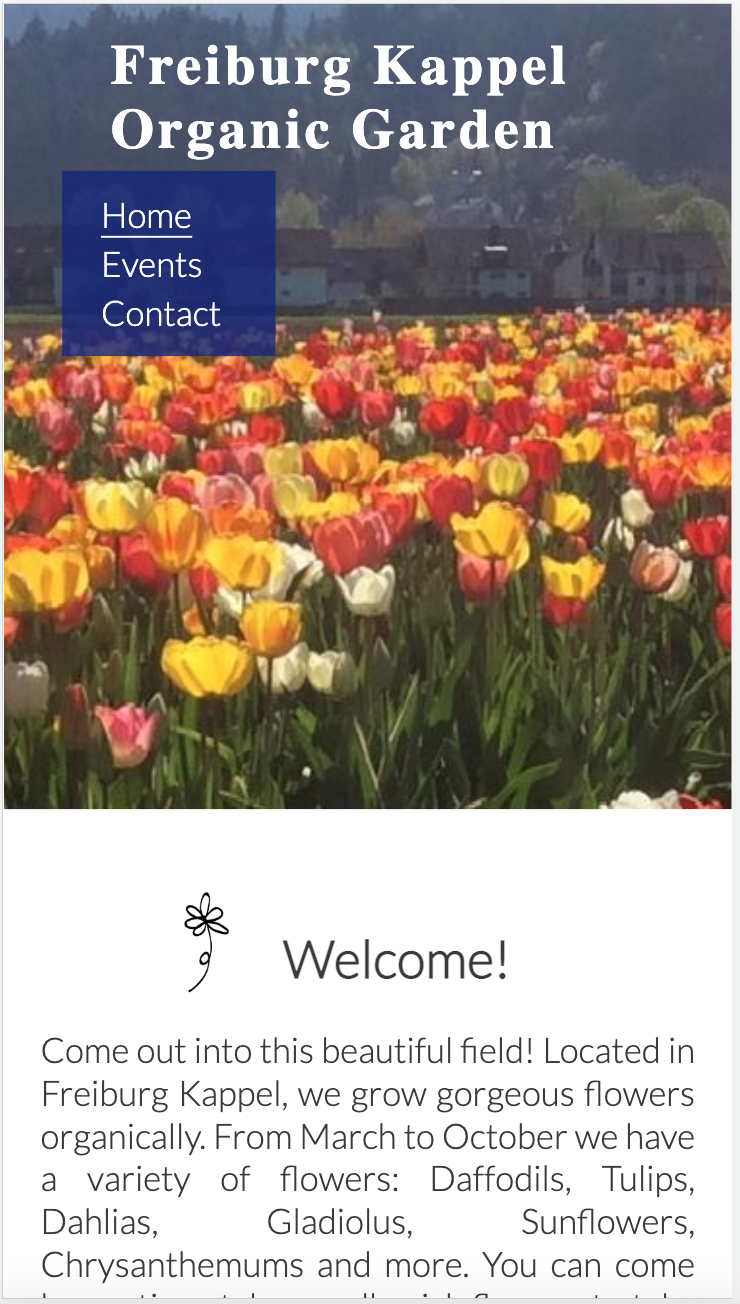 Freiburg Kappel
Organic Garden
Home
Events
Contact
Welcome!
Come out into this beautiful field! Located in
Freiburg Kappel, we grow gorgeous flowers
organically. From March to October we have
a variety of flowers: Daffodils, Tulips,
Dahlias, Gladiolus, Sunflowers,
Chrysanthemums and more. You can come